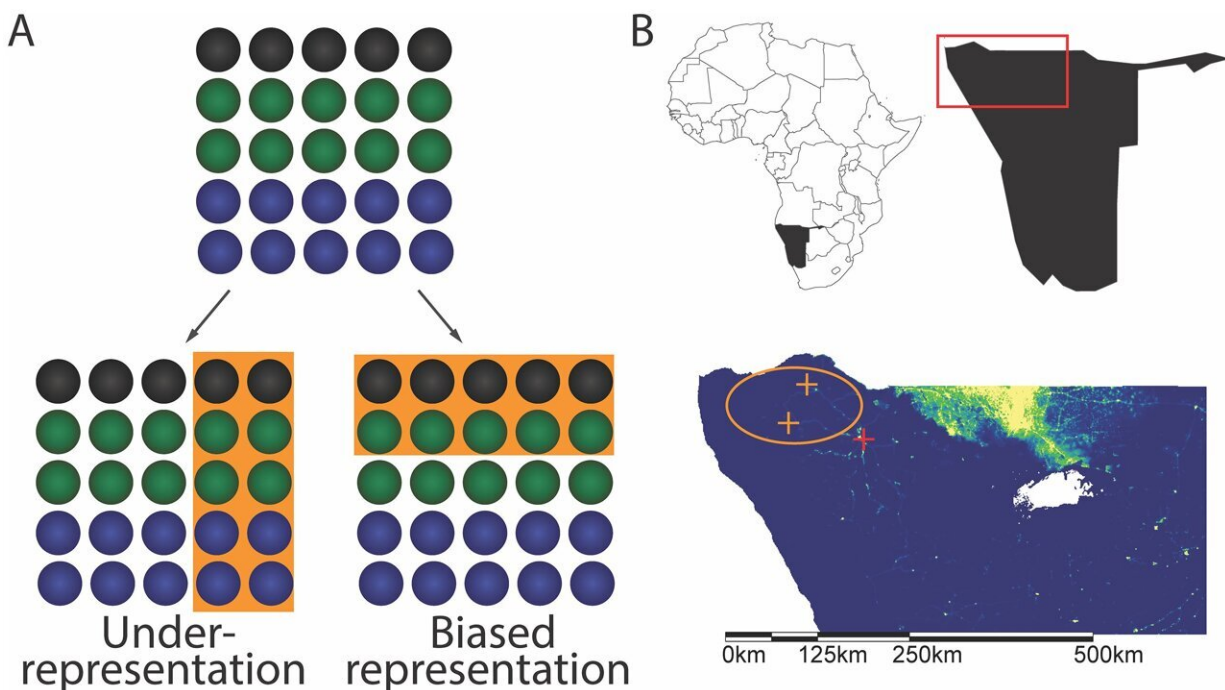 A
B
Under-
representation
Biased
representation
0km
125km
250km
500km